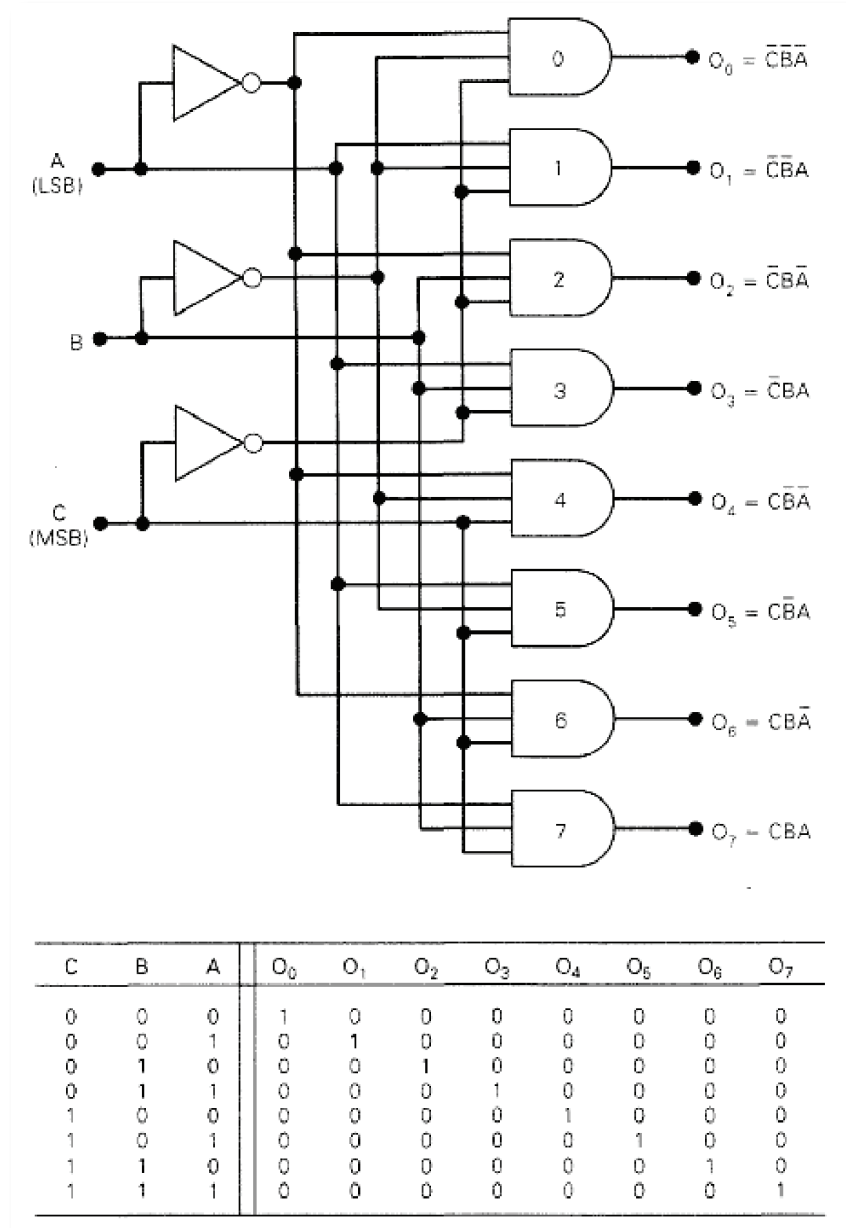 0 O₀ = C̅B̅A̅
A
(LSB)
1 O₁ = C̅B̅A
2 O₂ = C̅BA̅
B
3 O₃ = C̅BA
4 O₄ = CB̅A̅
C
(MSB)
5 O₅ = CB̅A
6 O₆ = CBA̅
7 O₇ = CBA
C B A O₀ O₁ O₂ O₃ O₄ O₅ O₆ O₇
0 0 0 1 0 0 0 0 0 0 0
0 0 1 0 1 0 0 0 0 0 0
0 1 0 0 0 1 0 0 0 0 0
0 1 1 0 0 0 1 0 0 0 0
1 0 0 0 0 0 0 1 0 0 0
1 0 1 0 0 0 0 0 1 0 0
1 1 0 0 0 0 0 0 0 1 0
1 1 1 0 0 0 0 0 0 0 1